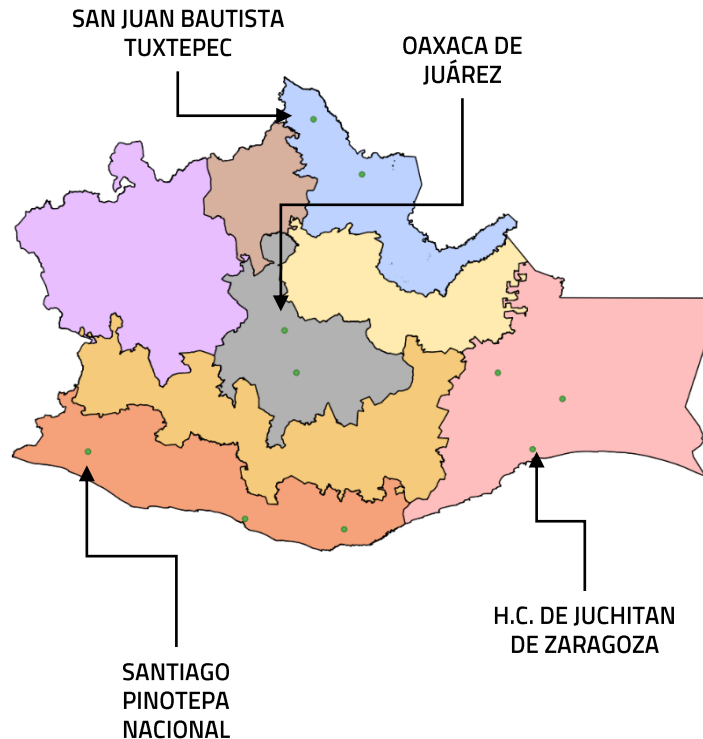 SAN JUAN BAUTISTA
TUXTEPEC
OAXACA DE
JUÁREZ
H.C. DE JUCHITAN
DE ZARAGOZA
SANTIAGO
PINOTEPA
NACIONAL